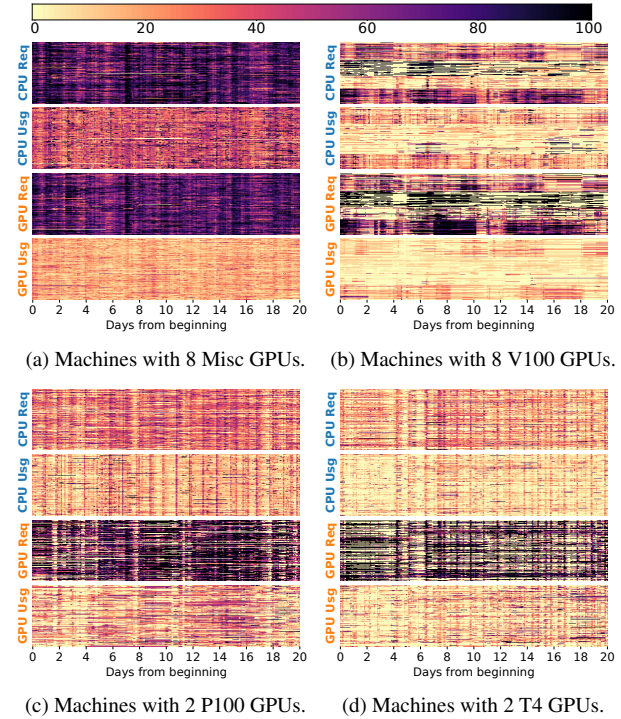 0 20 40 60 80 100
CPU Req CPU Req
CPU Usg CPU Usg
GPU Req GPU Req
GPU Usg GPU Usg
0 2 4 6 8 10 12 14 16 18 20 0 2 4 6 8 10 12 14 16 18 20
Days from beginning Days from beginning
(a) Machines with 8 Misc GPUs. (b) Machines with 8 V100 GPUs.
CPU Req CPU Req
CPU Usg CPU Usg
GPU Req GPU Req
GPU Usg GPU Usg
0 2 4 6 8 10 12 14 16 18 20 0 2 4 6 8 10 12 14 16 18 20
Days from beginning Days from beginning
(c) Machines with 2 P100 GPUs. (d) Machines with 2 T4 GPUs.